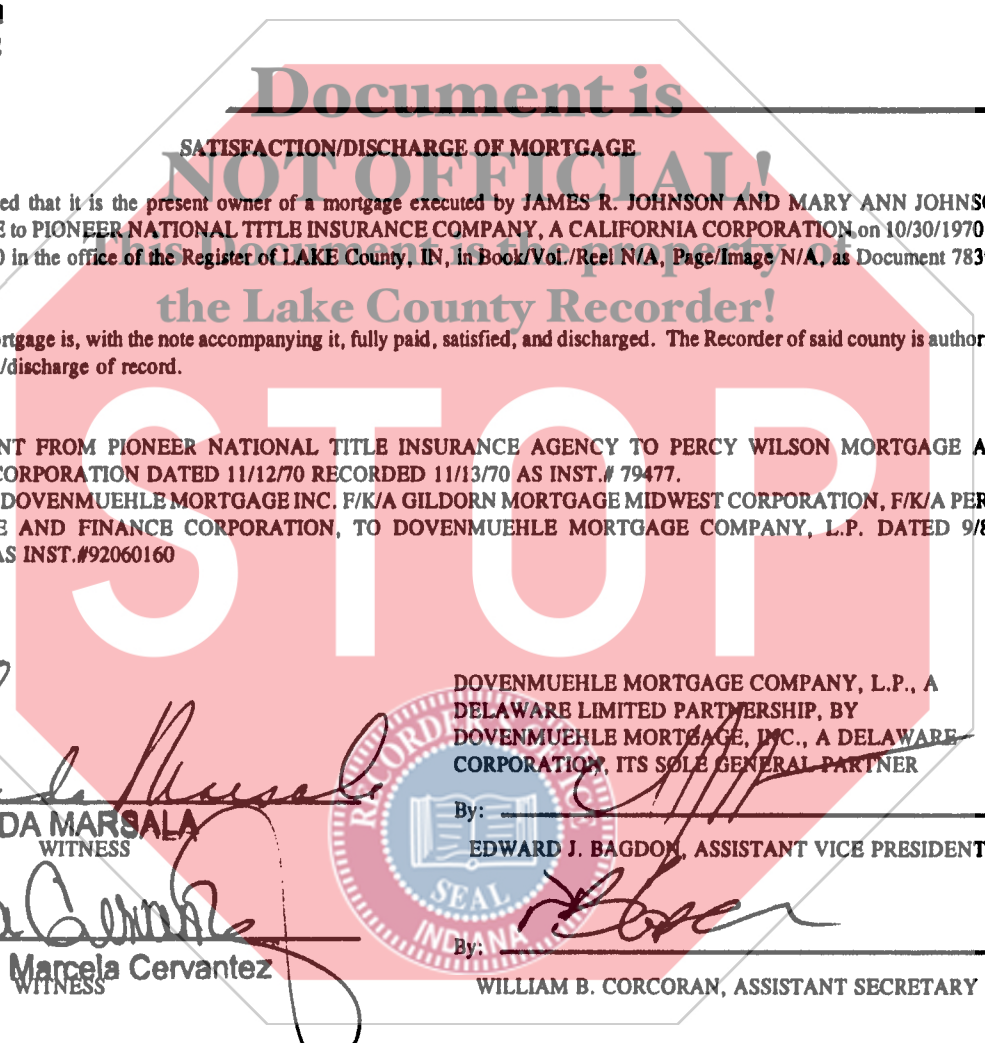 Document is
SATISFACTION/DISCHARGE OF MORTGAGE
NOT OFFICIAL!
ed that it is the present owner of a mortgage executed by JAMES R. JOHNSON AND MARY ANN JOHNS
E to PIONEER NATIONAL TITLE INSURANCE COMPANY, A CALIFORNIA CORPORATION on 10/30/1970
This Document is the property of
in the office of the Register of LAKE County, IN, in Book/Vol./Reel N/A, Page/Image N/A, as Document 783
the Lake County Recorder!
rtgage is, with the note accompanying it, fully paid, satisfied, and discharged. The Recorder of said county is author
/discharge of record.
STOP
NT FROM PIONEER NATIONAL TITLE INSURANCE AGENCY TO PERCY WILSON MORTGAGE A
CORPORATION DATED 11/12/70 RECORDED 11/13/70 AS INST.# 79477.
DOVENMUEHLE MORTGAGE INC. F/K/A GILDORN MORTGAGE MIDWEST CORPORATION, F/K/A PER
E AND FINANCE CORPORATION, TO DOVENMUEHLE MORTGAGE COMPANY, L.P. DATED 9/8
AS INST.#92060160
DOVENMUEHLE MORTGAGE COMPANY, L.P., A
DELAWARE LIMITED PARTNERSHIP, BY
DOVENMUEHLE MORTGAGE, INC., A DELAWARE
CORPORATION, ITS SOLE GENERAL PARTNER
By:
EDWARD J. BAGDON, ASSISTANT VICE PRESIDENT
By:
WILLIAM B. CORCORAN, ASSISTANT SECRETARY
da Marsala
DA MARSALA
WITNESS
a Cervantez
Marcela Cervantez
WITNESS
SEAL
INDIANA